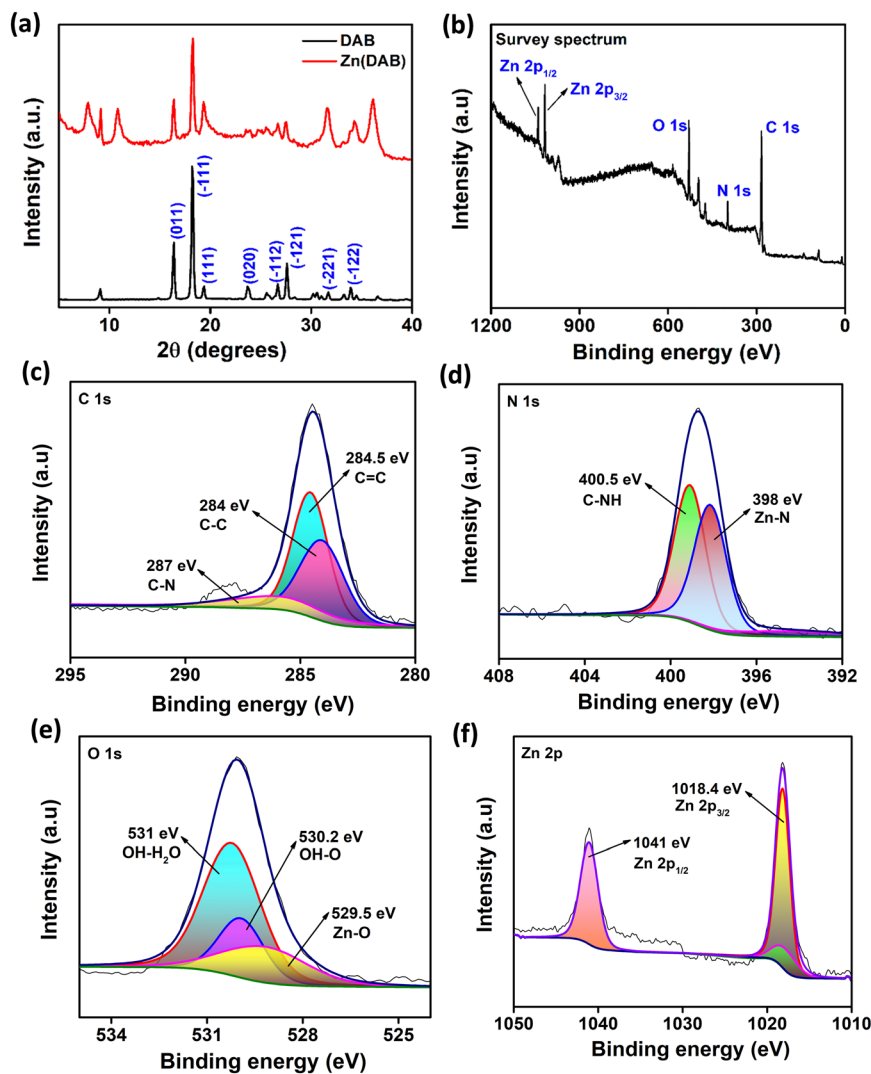 (a)
DAB
Zn(DAB)
(011)
(-111)
(111)
(020)
(-112)
(-121)
(-221)
(-122)
Intensity (a.u.)
10 20 30 40
2θ (degrees)
(b)
Survey spectrum
Zn 2p1/2
Zn 2p3/2
O 1s
N 1s
C 1s
Intensity (a.u.)
1200 900 600 300 0
Binding energy (eV)
(c)
C 1s
284.5 eV
C=C
284 eV
C-C
287 eV
C-N
Intensity (a.u)
295 290 285 280
Binding energy (eV)
(d)
N 1s
400.5 eV
C-NH
398 eV
Zn-N
Intensity (a.u)
408 404 400 396 392
Binding energy (eV)
(e)
O 1s
531 eV
OH-H2O
530.2 eV
OH-O
529.5 eV
Zn-O
Intensity (a.u)
534 531 528 525
Binding energy (eV)
(f)
Zn 2p
1018.4 eV
Zn 2p3/2
1041 eV
Zn 2p1/2
Intensity (a.u)
1050 1040 1030 1020 1010
Binding energy (eV)